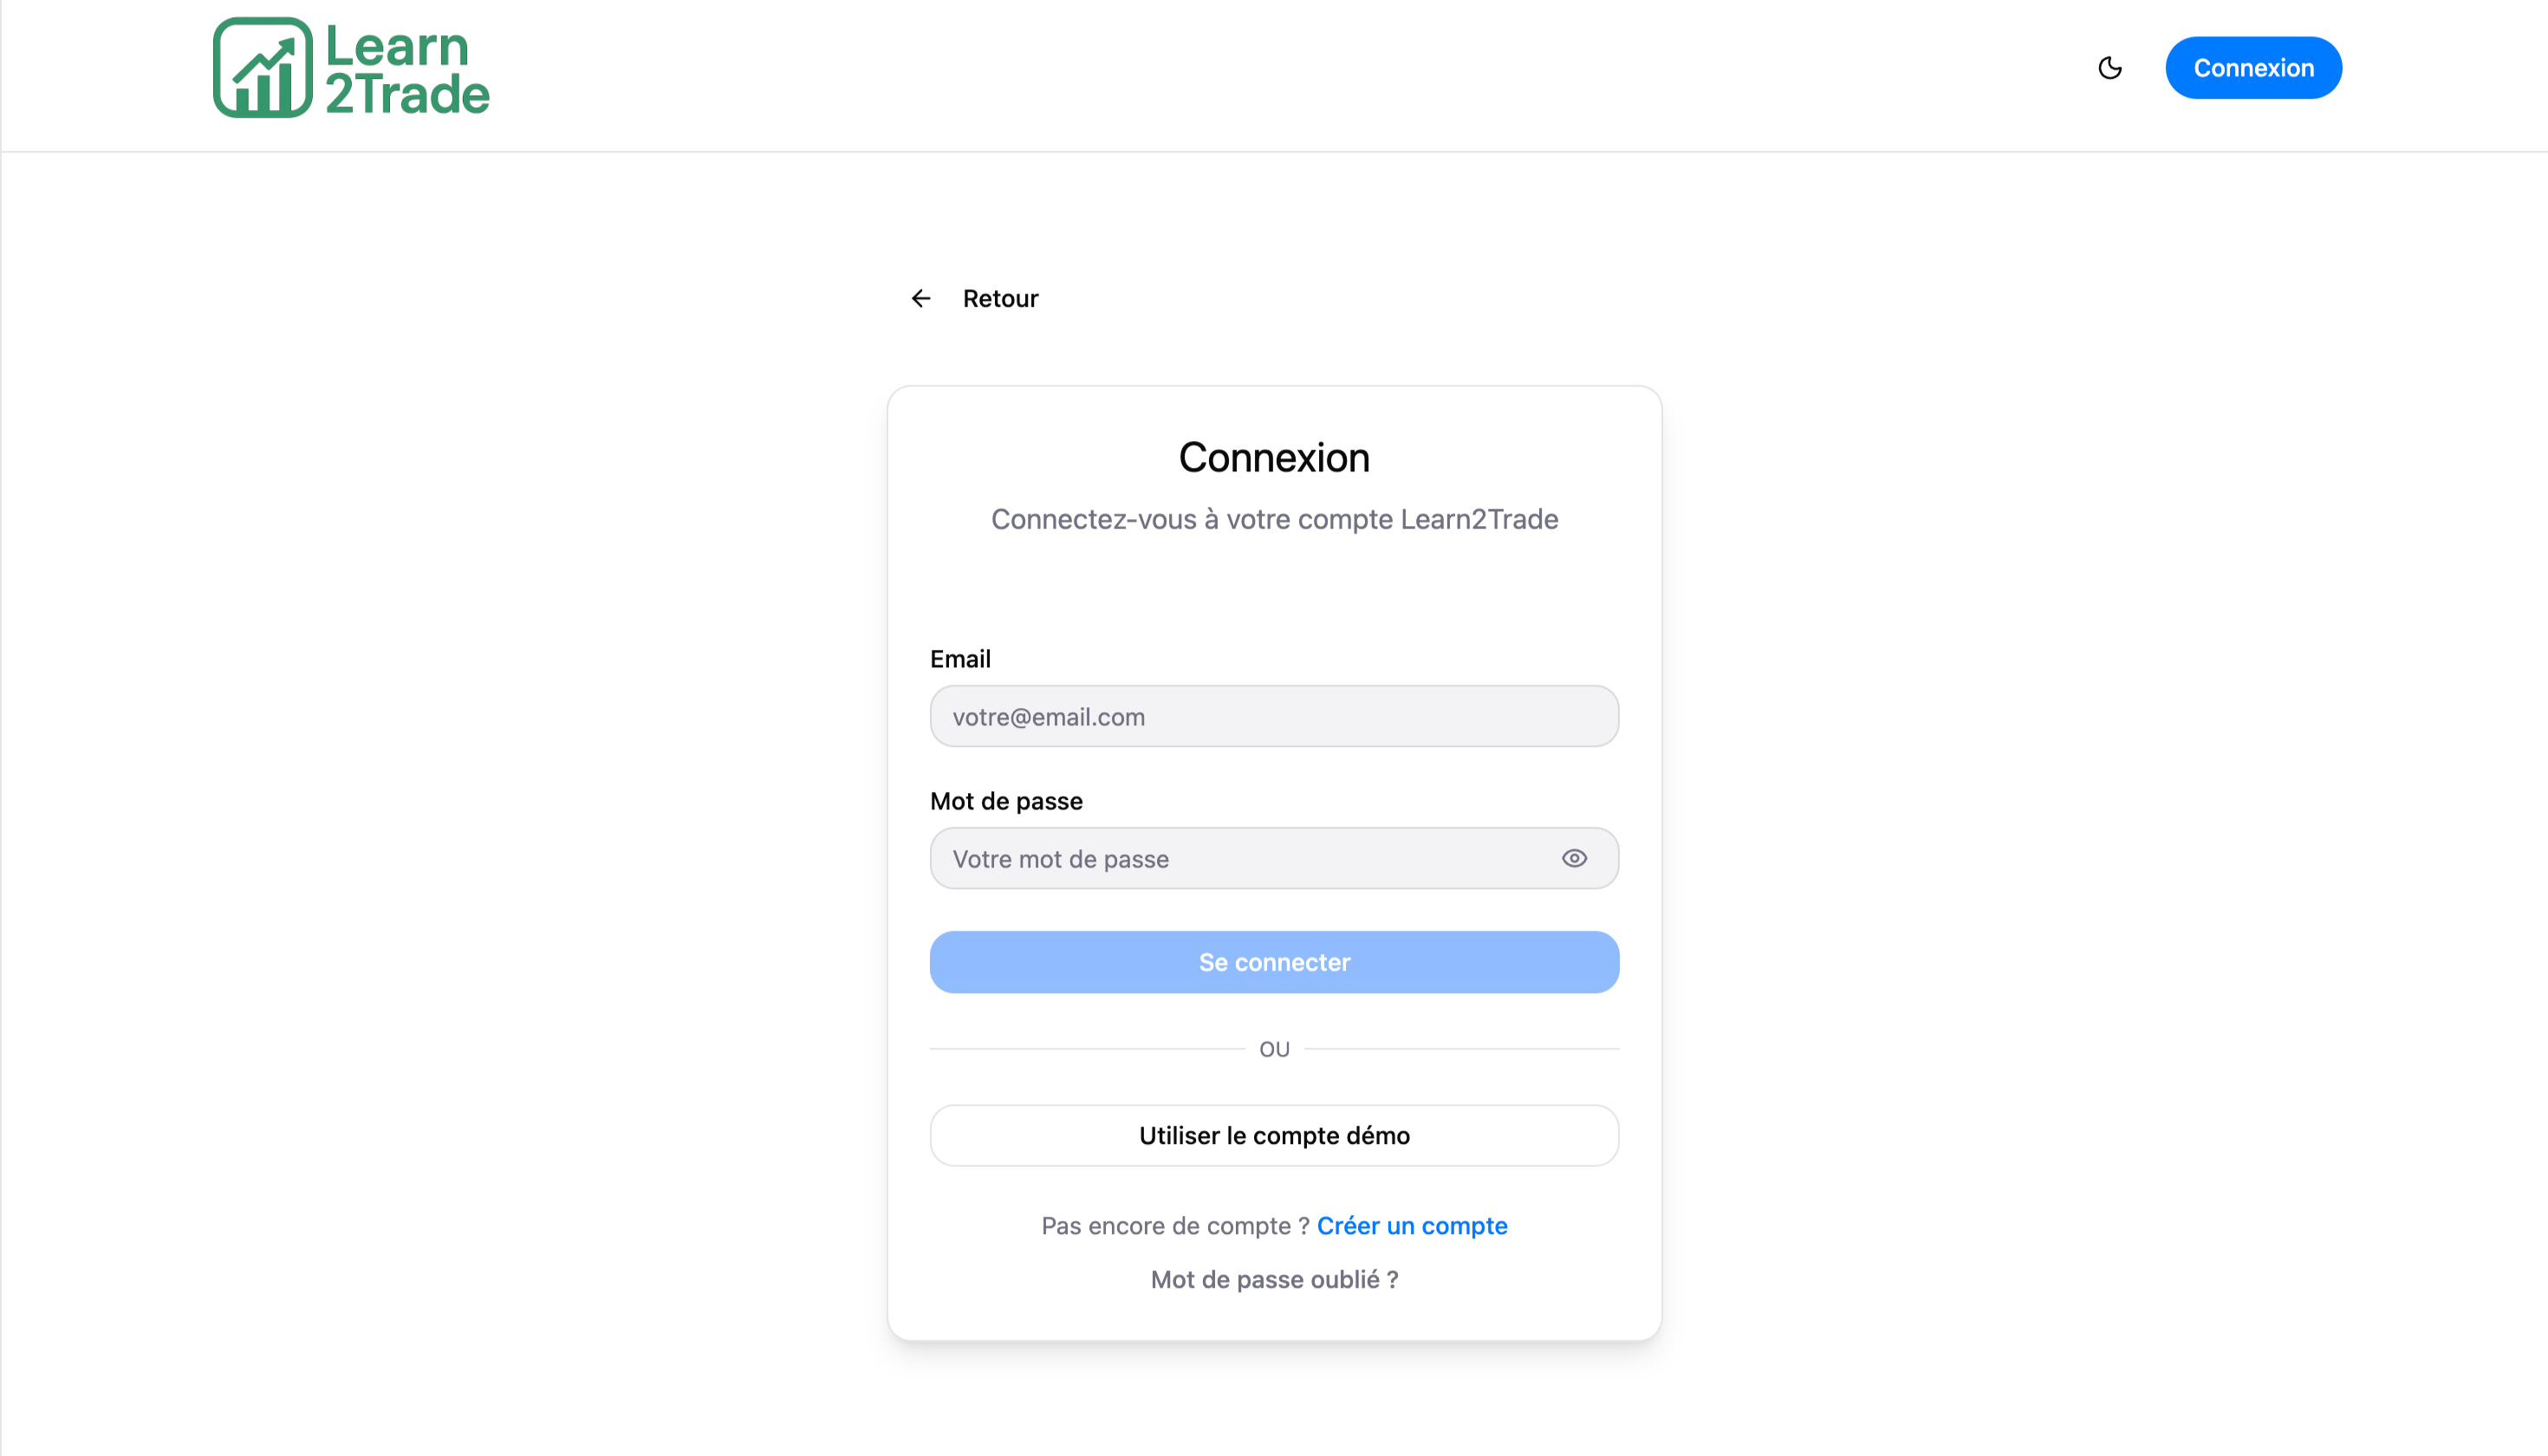 Learn
2Trade
Connexion
Retour
Connexion
Connectez-vous à votre compte Learn2Trade
Email
votre@email.com
Mot de passe
Votre mot de passe
Se connecter
OU
Utiliser le compte démo
Pas encore de compte ? Créer un compte
Mot de passe oublié ?